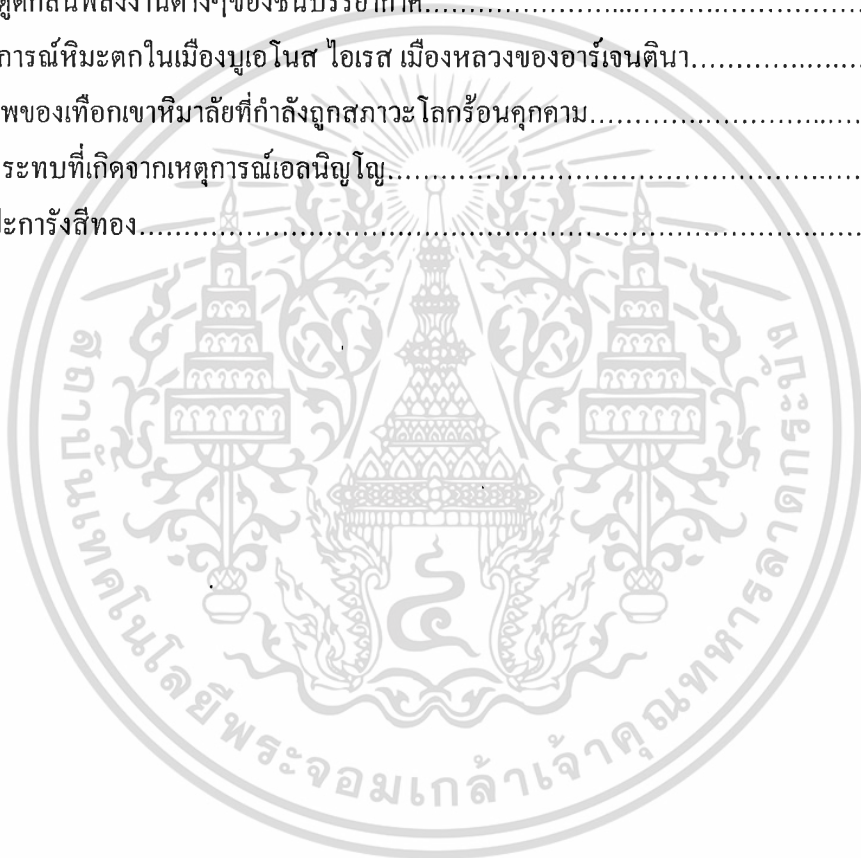 ดูดกลืนพลังงานต่างๆของชั้นบรรยากาศ......................................................
การณ์หิมะตกในเมืองบูเอโนส ไอเรส เมืองหลวงของอาร์เจนตินา......................
พของเทือกเขาหิมาลัยที่กำลังถูกสภาวะโลกร้อนคุกคาม................................
ระทบที่เกิดจากเหตุการณ์เอลนิญโญ......................................................
ปะการังสีทอง..................................................................................
สถาบันเทคโนโลยีพระจอมเกล้าเจ้าคุณทหารลาดกระบัง
๔